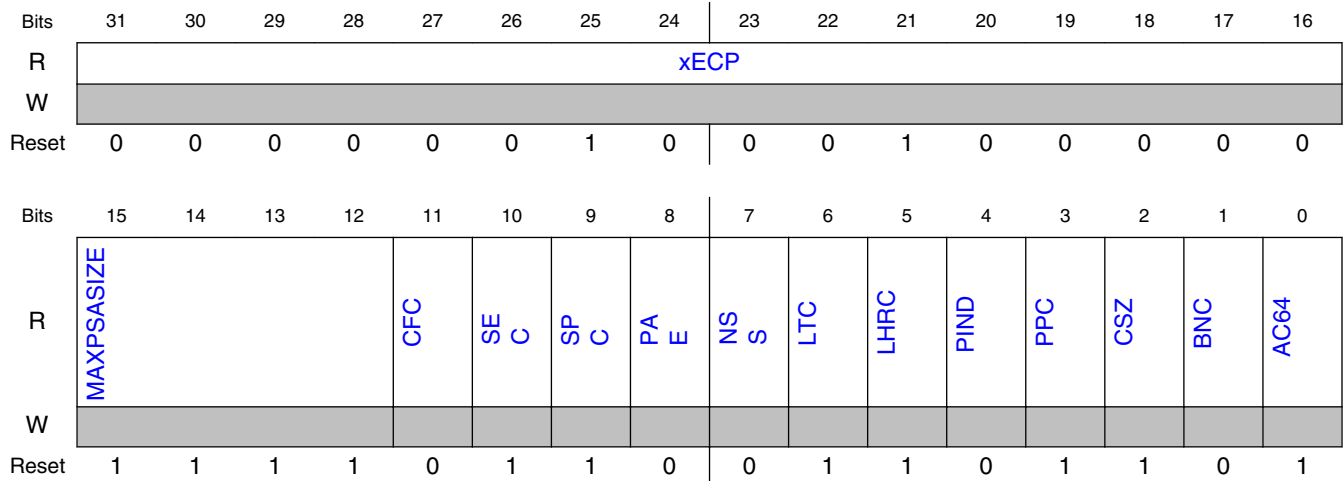 Bits 31 30 29 28 27 26 25 24 23 22 21 20 19 18 17 16
R xECP
W
Reset 0 0 0 0 0 0 1 0 0 0 1 0 0 0 0 0
Bits 15 14 13 12 11 10 9 8 7 6 5 4 3 2 1 0
R MAXPSASIZE CFC SE C SP C PA E NS S LTC LHRC PIND PPC CSZ BNC AC64
W
Reset 1 1 1 1 0 1 1 0 0 1 1 0 1 1 0 1